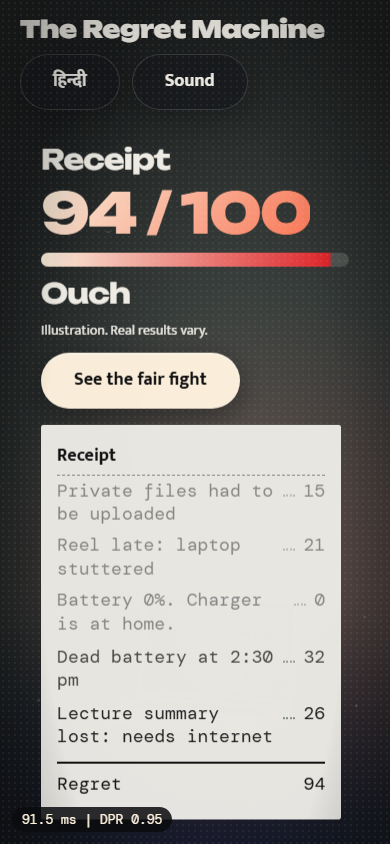 The Regret Machine
हिन्दी
Sound
Receipt
94 / 100
Ouch
Illustration. Real results vary.
See the fair fight
Receipt
Private files had to .... 15
be uploaded
Reel late: laptop .... 21
stuttered
Battery 0%. Charger .... 0
is at home.
Dead battery at 2:30 .... 32
pm
Lecture summary .... 26
lost: needs internet
Regret 94
91.5 ms | DPR 0.95